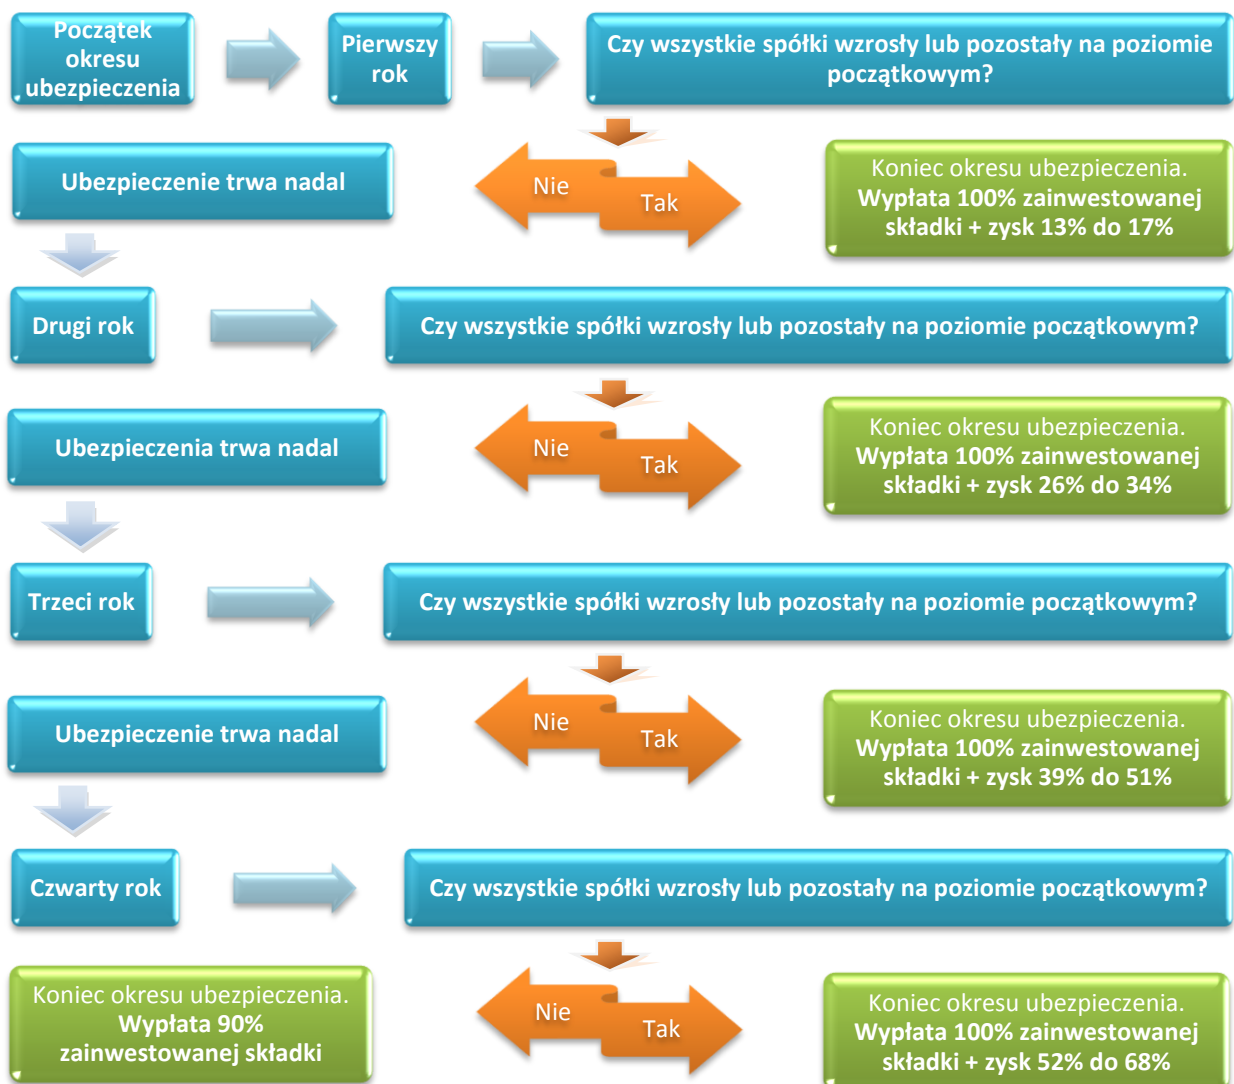 Początek
okresu
ubezpieczenia
Pierwszy
rok
Czy wszystkie spółki wzrosły lub pozostały na poziomie
początkowym?
Ubezpieczenie trwa nadal
Nie
Tak
Koniec okresu ubezpieczenia.
Wypłata 100% zainwestowanej
składki + zysk 13% do 17%
Drugi rok
Czy wszystkie spółki wzrosły lub pozostały na poziomie początkowym?
Ubezpieczenia trwa nadal
Nie
Tak
Koniec okresu ubezpieczenia.
Wypłata 100% zainwestowanej
składki + zysk 26% do 34%
Trzeci rok
Czy wszystkie spółki wzrosły lub pozostały na poziomie początkowym?
Ubezpieczenie trwa nadal
Nie
Tak
Koniec okresu ubezpieczenia.
Wypłata 100% zainwestowanej
składki + zysk 39% do 51%
Czwarty rok
Czy wszystkie spółki wzrosły lub pozostały na poziomie początkowym?
Koniec okresu ubezpieczenia.
Wypłata 90%
zainwestowanej składki
Nie
Tak
Koniec okresu ubezpieczenia.
Wypłata 100% zainwestowanej
składki + zysk 52% do 68%